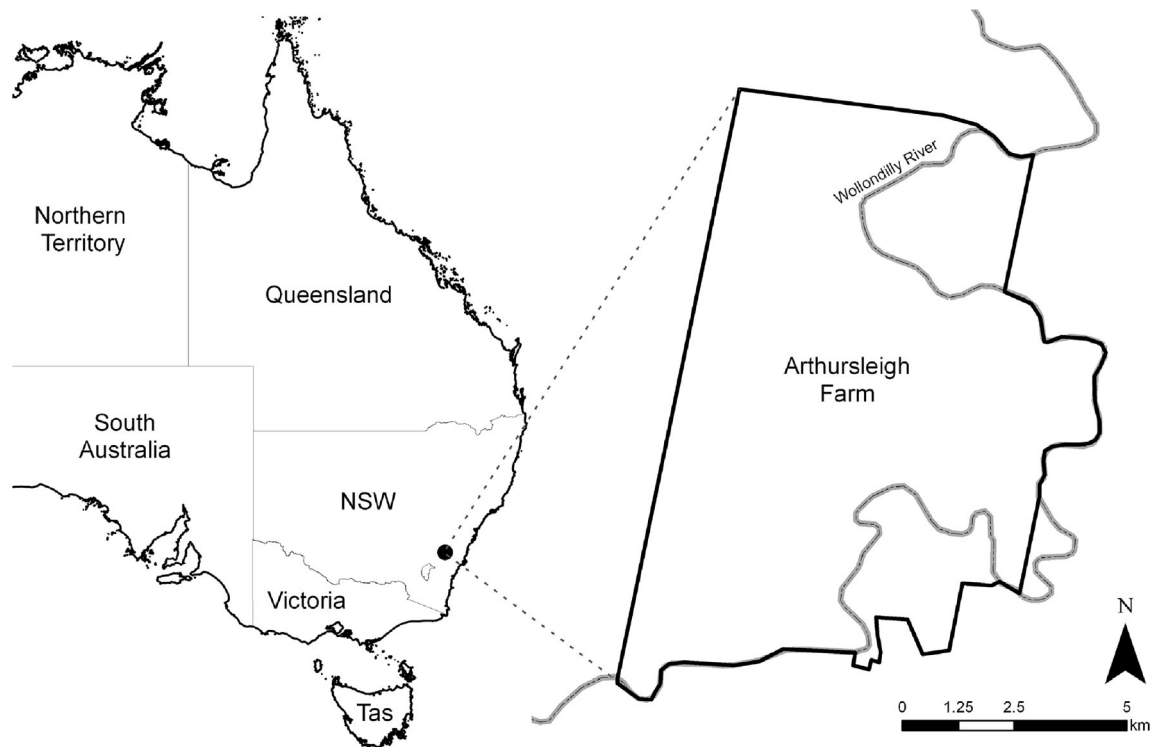 Northern
Territory
Queensland
South
Australia
NSW
Victoria
Tas
Wollondilly River
Arthursleigh
Farm
N
0 1.25 2.5 5
km